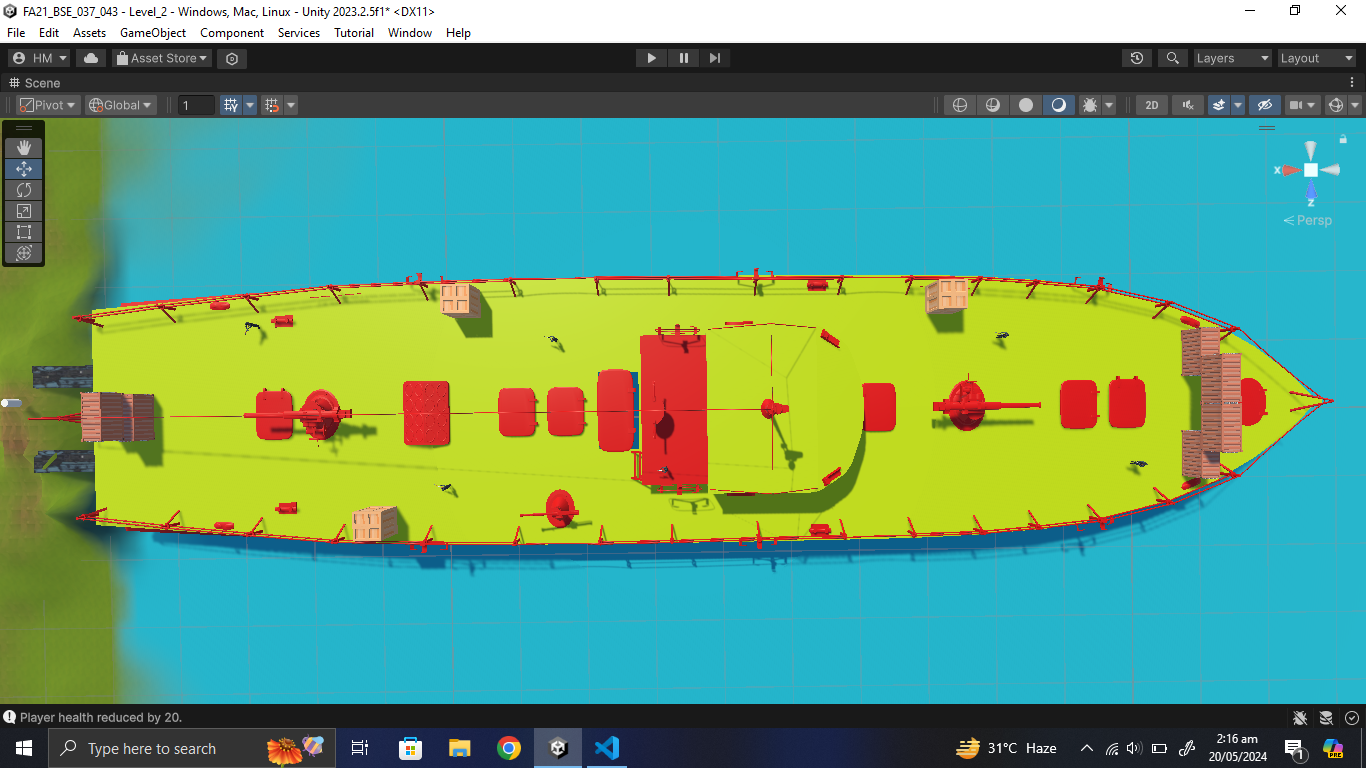 FA21_BSE_037_043 - Level_2 - Windows, Mac, Linux - Unity 2023.2.5f1* <DX11>
File Edit Assets GameObject Component Services Tutorial Window Help
HM Asset Store Layers Layout
Scene
Pivot Global 1 2D
x
z
Persp
Player health reduced by 20.
Type here to search 31°C Haze 2:16 am
20/05/2024 1 PRE